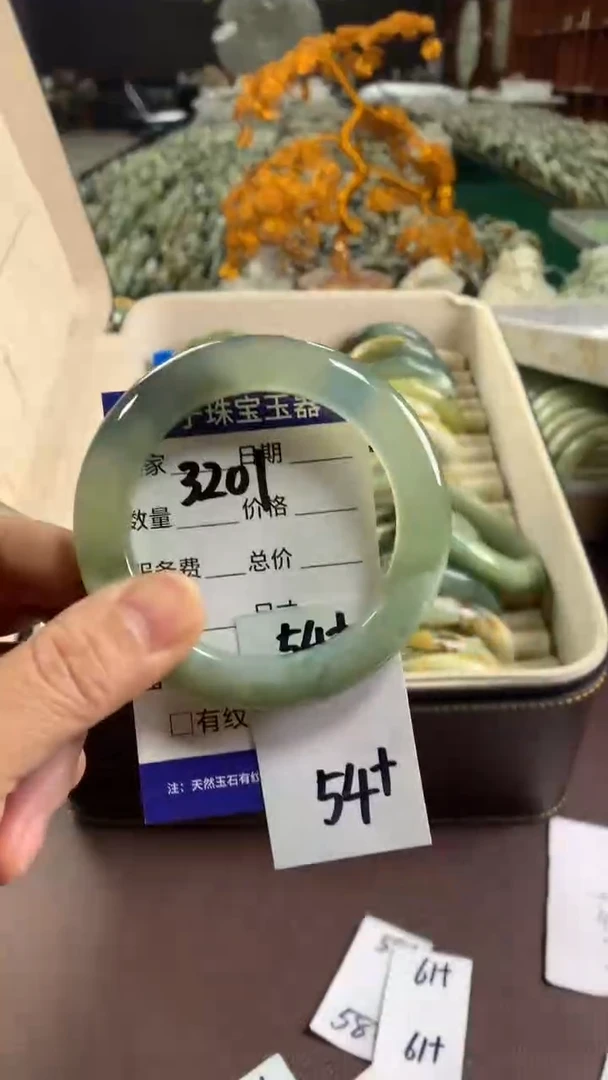 珠宝玉器
家 日期
3201
数量 价格
务费 总价
54+
□有纹
注：天然玉石有纹
54+
61+
58
61+